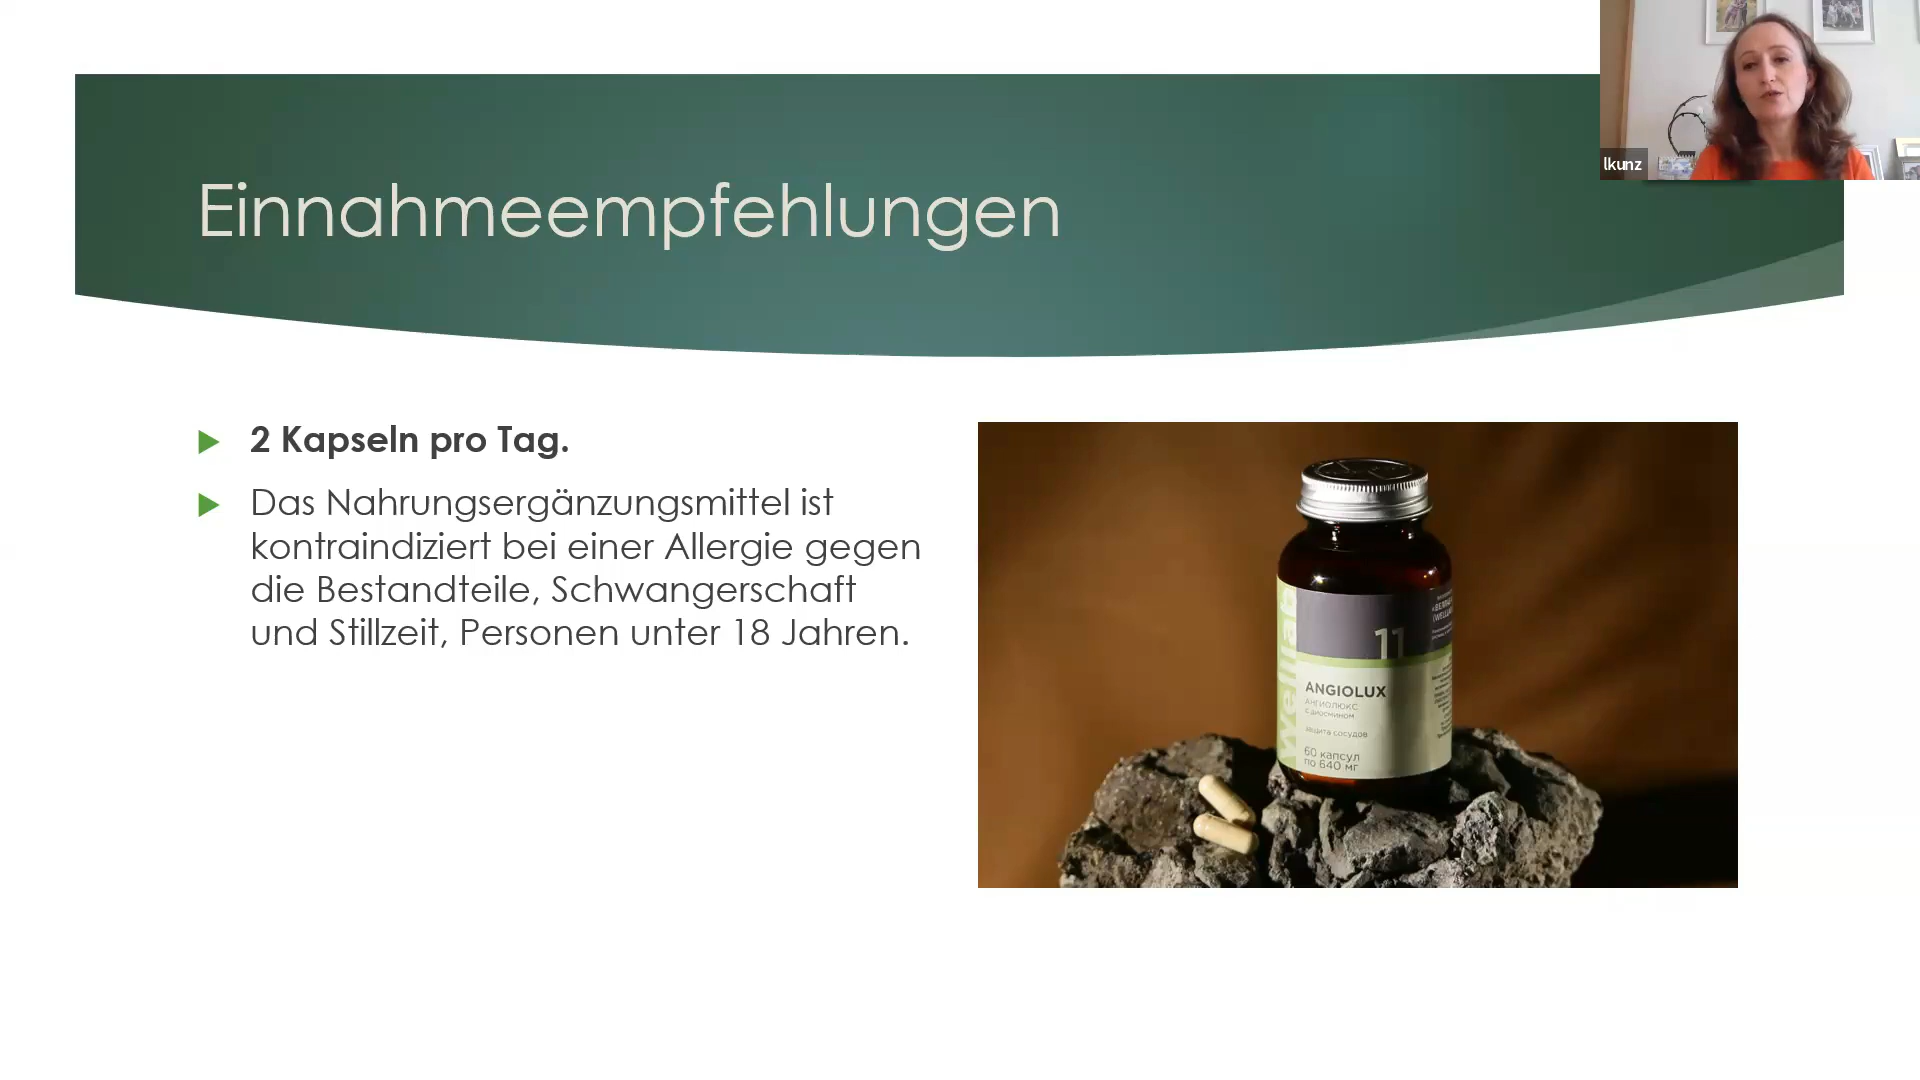 lkunz
Einnahmeempfehlungen
2 Kapseln pro Tag.
Das Nahrungsergänzungsmittel ist
kontraindiziert bei einer Allergie gegen
die Bestandteile, Schwangerschaft
und Stillzeit, Personen unter 18 Jahren.
welllab
11
ANGIOLUX
АНГИОЛЮКС
с диосмином
защита сосудов
60 капсул
по 640 мг